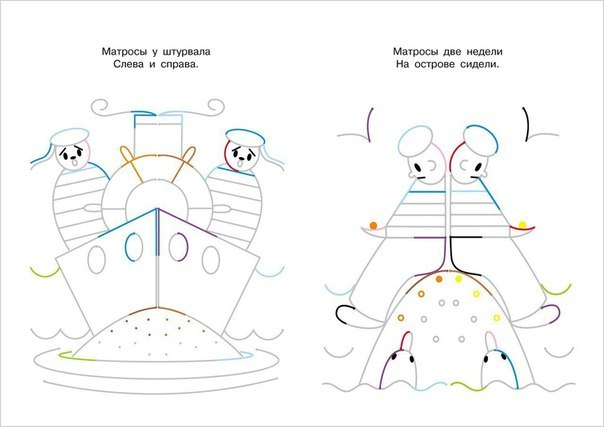 Матросы у штурвала
Слева и справа.
Матросы две недели
На острове сидели.